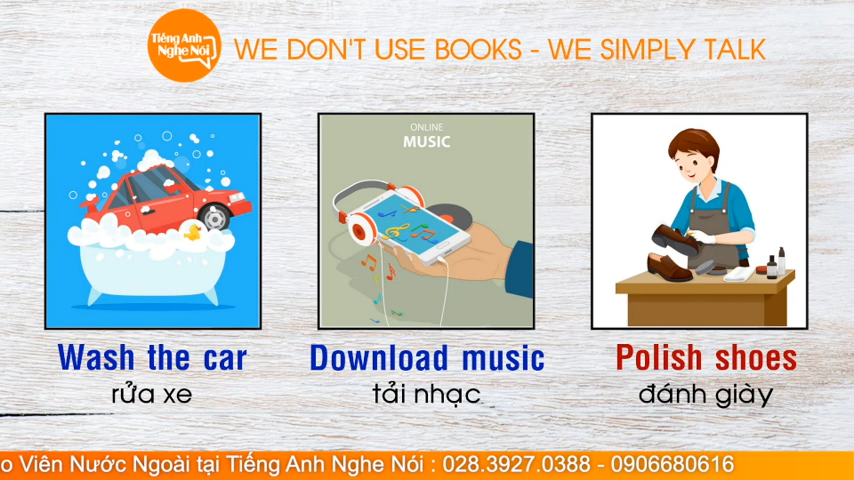 Tiếng Anh
Nghe Nói
WE DON'T USE BOOKS - WE SIMPLY TALK
ONLINE
MUSIC
Wash the car
Download music
Polish shoes
rửa xe
tải nhạc
đánh giày
o Viên Nước Ngoài tại Tiếng Anh Nghe Nói : 028.3927.0388 - 0906680616